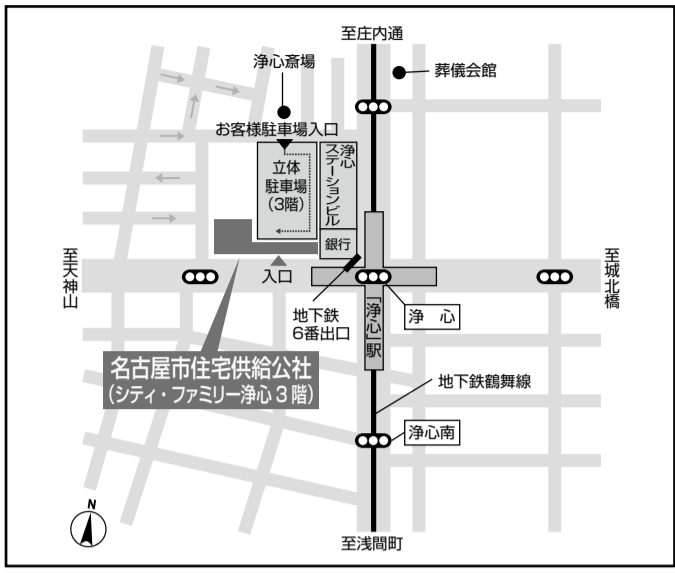 至庄内通
浄心斎場
葬儀会館
お客様駐車場入口
立体
駐車場
(3階)
浄心
ステーションビル
銀行
至天神山
至城北橋
入口
地下鉄
6番出口
「浄心」駅
浄心
名古屋市住宅供給公社
(シティ・ファミリー浄心3階)
地下鉄鶴舞線
浄心南
N
至浅間町